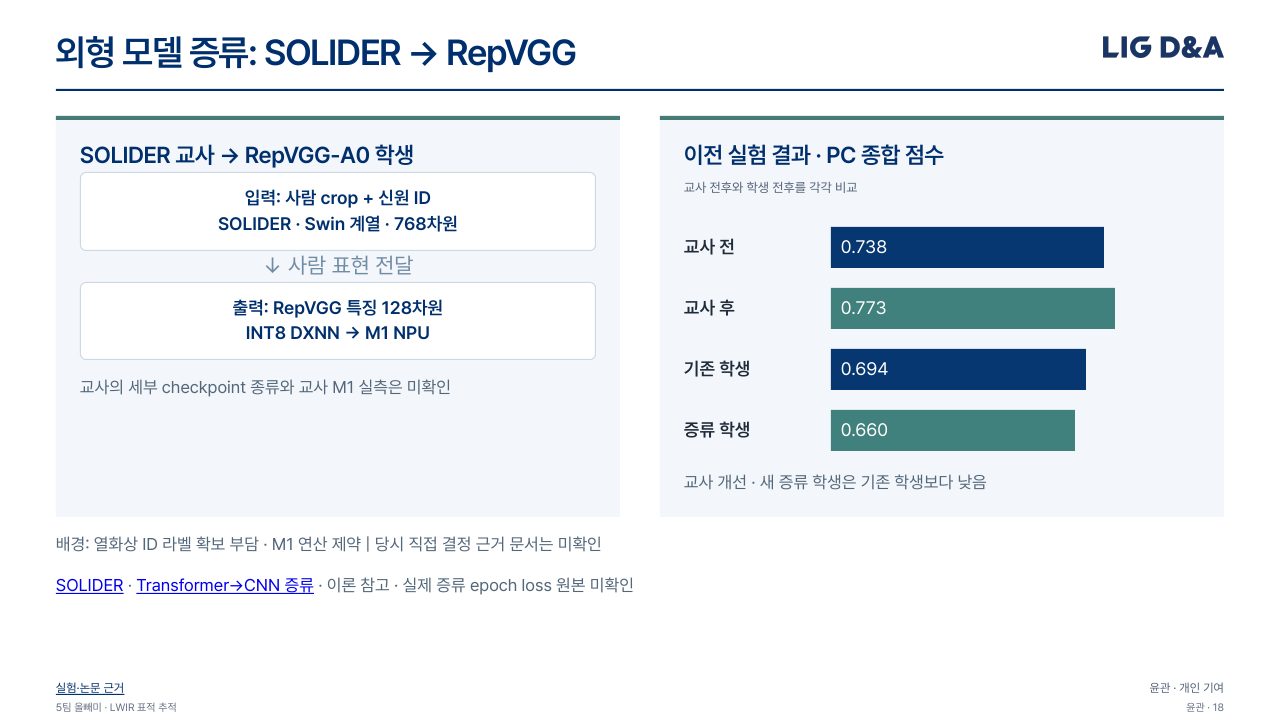 외형 모델 증류: SOLIDER → RepVGG
LIG D&A
SOLIDER 교사 → RepVGG-A0 학생
입력: 사람 crop + 신원 ID
SOLIDER · Swin 계열 · 768차원
↓ 사람 표현 전달
출력: RepVGG 특징 128차원
INT8 DXNN → M1 NPU
교사의 세부 checkpoint 종류와 교사 M1 실측은 미확인
이전 실험 결과 · PC 종합 점수
교사 전후와 학생 전후를 각각 비교
교사 전 0.738
교사 후 0.773
기존 학생 0.694
증류 학생 0.660
교사 개선 · 새 증류 학생은 기존 학생보다 낮음
배경: 열화상 ID 라벨 확보 부담 · M1 연산 제약 | 당시 직접 결정 근거 문서는 미확인
SOLIDER · Transformer→CNN 증류 · 이론 참고 · 실제 증류 epoch loss 원본 미확인
실험·논문 근거
5팀 올빼미 · LWIR 표적 추적
윤관 · 개인 기여
윤관 · 18